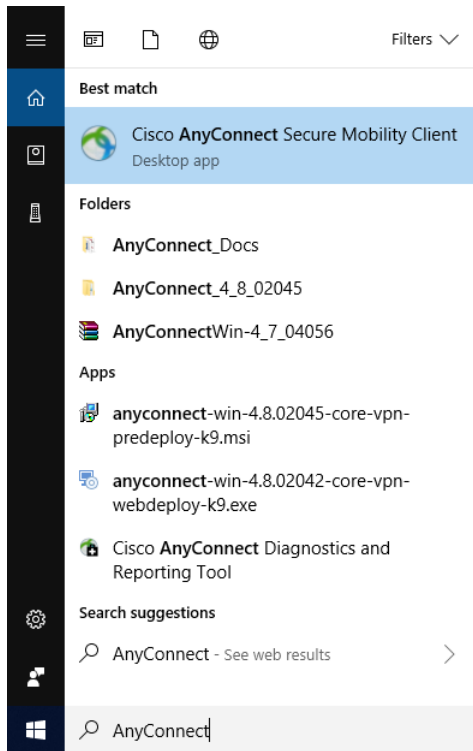 Filters
Best match
Cisco AnyConnect Secure Mobility Client
Desktop app
Folders
AnyConnect_Docs
AnyConnect_4_8_02045
AnyConnectWin-4_7_04056
Apps
anyconnect-win-4.8.02045-core-vpn-
predeploy-k9.msi
anyconnect-win-4.8.02042-core-vpn-
webdeploy-k9.exe
Cisco AnyConnect Diagnostics and
Reporting Tool
Search suggestions
AnyConnect - See web results
AnyConnect